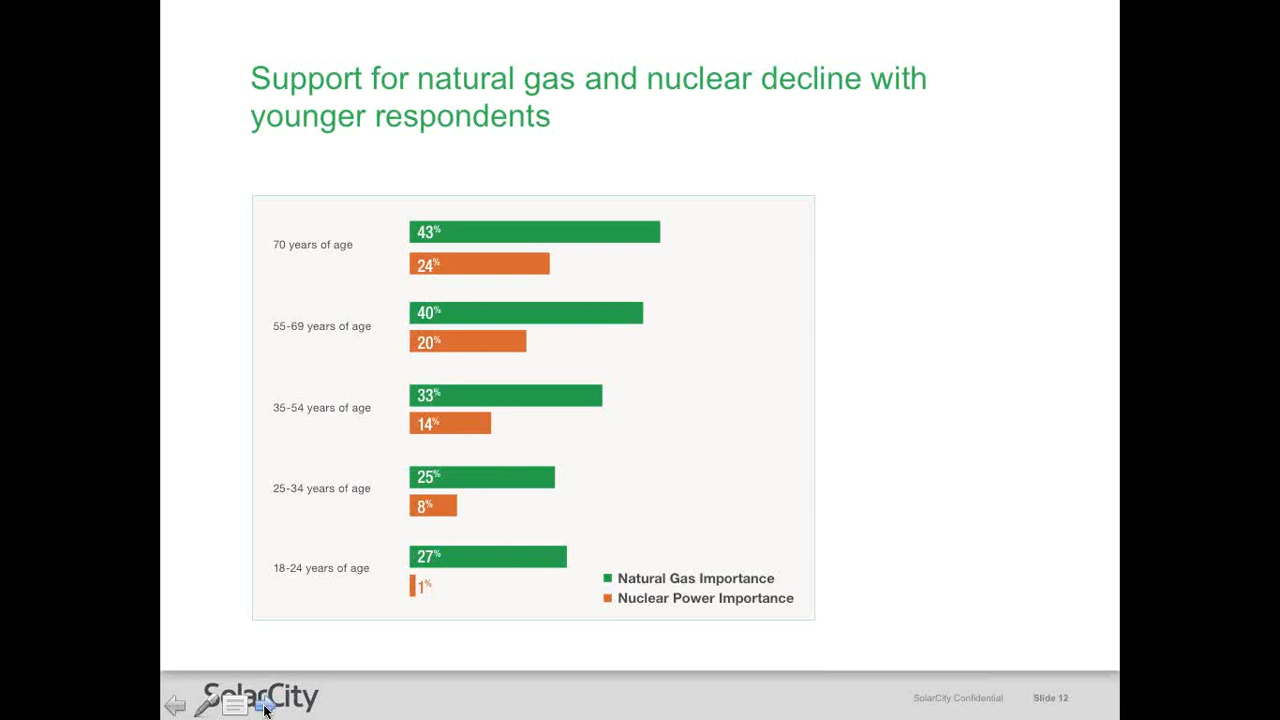 Support for natural gas and nuclear decline with
younger respondents
70 years of age
43%
24%
55-69 years of age
40%
20%
35-54 years of age
33%
14%
25-34 years of age
25%
8%
18-24 years of age
27%
1%
Natural Gas Importance
Nuclear Power Importance
SolarCity
SolarCity Confidential
Slide 12